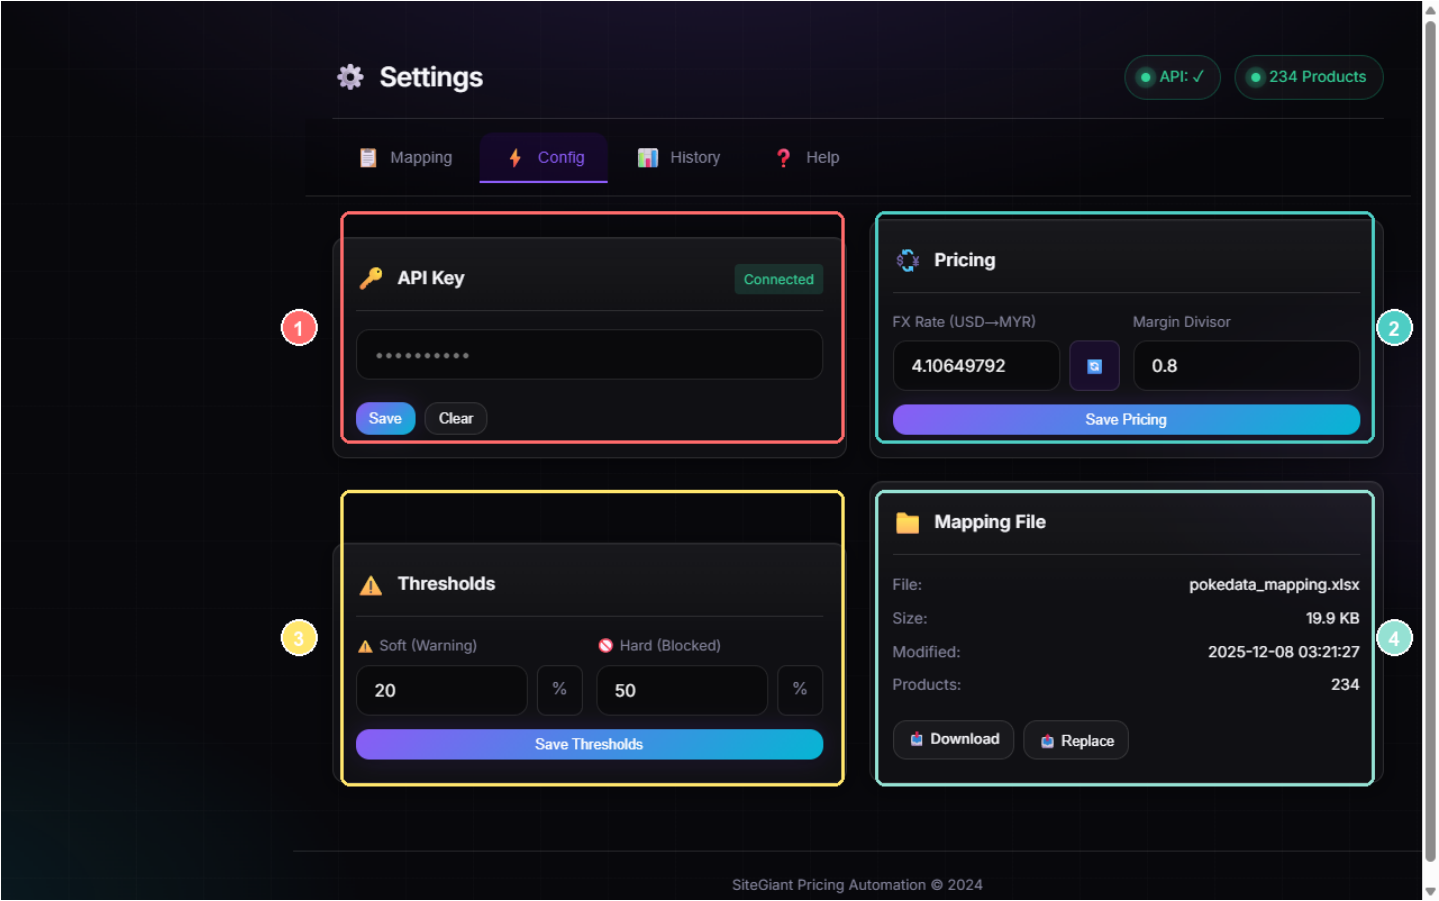 Settings
API: ✓
234 Products
Mapping
Config
History
Help
API Key
Connected
••••••••••
Save
Clear
1
Pricing
FX Rate (USD→MYR)
Margin Divisor
4.10649792
0.8
Save Pricing
2
Thresholds
Soft (Warning)
Hard (Blocked)
20
%
50
%
Save Thresholds
3
Mapping File
File: pokedata_mapping.xlsx
Size: 19.9 KB
Modified: 2025-12-08 03:21:27
Products: 234
Download
Replace
4
SiteGiant Pricing Automation © 2024